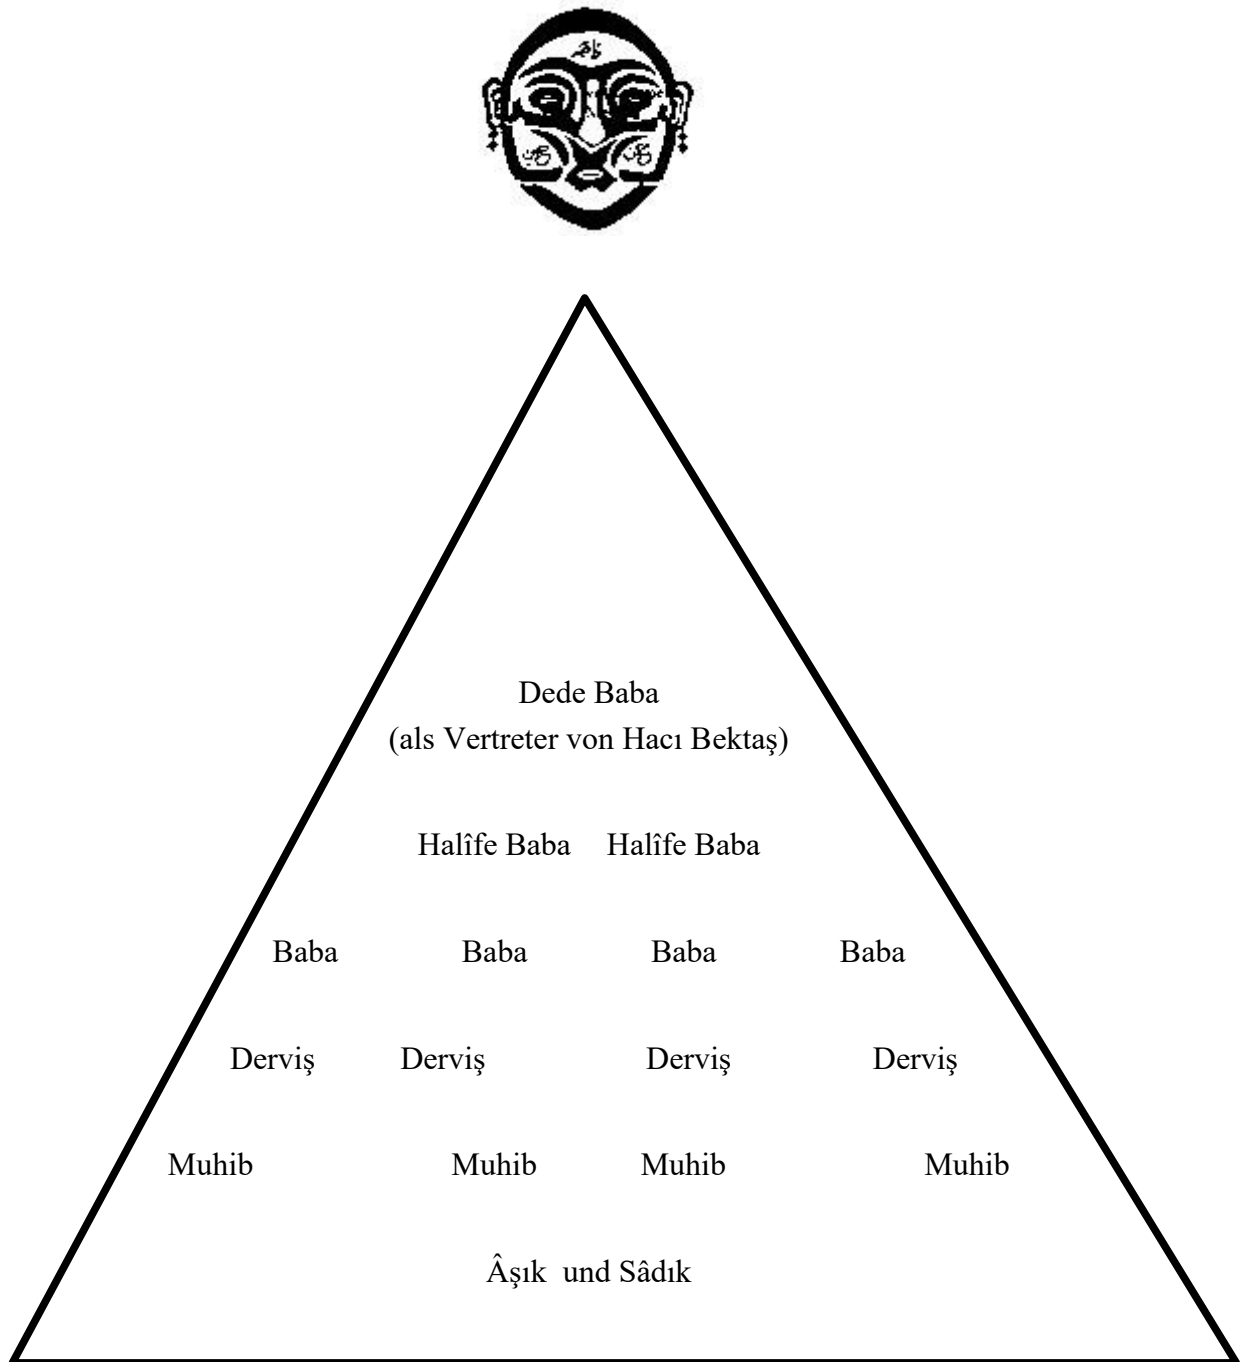 Dede Baba
(als Vertreter von Hacı Bektaş)
Halîfe Baba Halîfe Baba
Baba Baba Baba Baba
Derviş Derviş Derviş Derviş
Muhib Muhib Muhib Muhib
Âşık und Sâdık